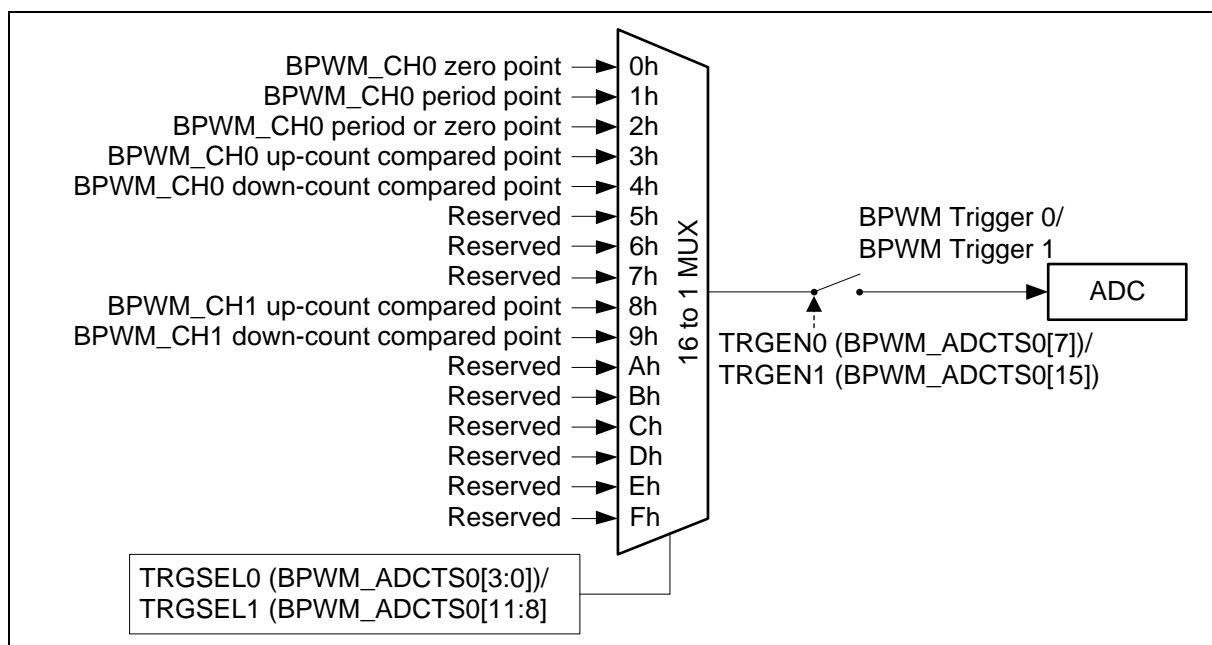 BPWM_CH0 zero point 0h
BPWM_CH0 period point 1h
BPWM_CH0 period or zero point 2h
BPWM_CH0 up-count compared point 3h
BPWM_CH0 down-count compared point 4h
Reserved 5h
Reserved 6h
Reserved 7h
BPWM_CH1 up-count compared point 8h
BPWM_CH1 down-count compared point 9h
Reserved Ah
Reserved Bh
Reserved Ch
Reserved Dh
Reserved Eh
Reserved Fh
16 to 1 MUX
BPWM Trigger 0/
BPWM Trigger 1
ADC
TRGEN0 (BPWM_ADCTS0[7])/
TRGEN1 (BPWM_ADCTS0[15])
TRGSEL0 (BPWM_ADCTS0[3:0])/
TRGSEL1 (BPWM_ADCTS0[11:8]